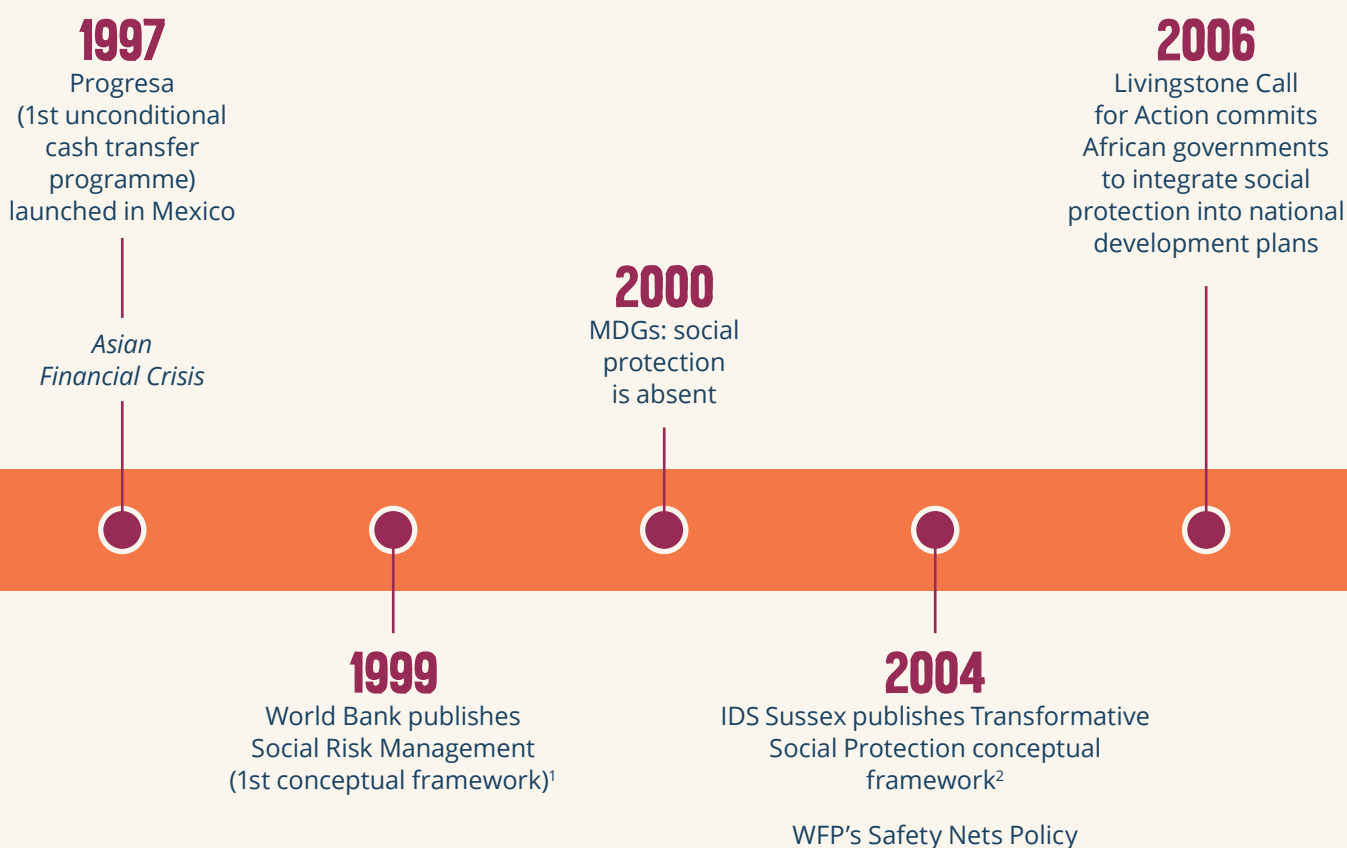 1997
Progresa
(1st unconditional
cash transfer
programme)
launched in Mexico
Asian
Financial Crisis
1999
World Bank publishes
Social Risk Management
(1st conceptual framework)¹
2000
MDGs: social
protection
is absent
2004
IDS Sussex publishes Transformative
Social Protection conceptual
framework²
WFP's Safety Nets Policy
2006
Livingstone Call
for Action commits
African governments
to integrate social
protection into national
development plans